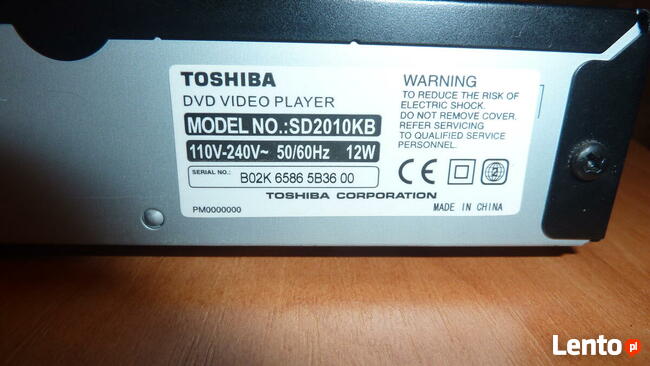 TOSHIBA
DVD VIDEO PLAYER
MODEL NO.:SD2010KB
110V-240V~ 50/60Hz 12W
SERIAL NO.: B02K 6586 5B36 00
PM0000000
WARNING
TO REDUCE THE RISK OF
ELECTRIC SHOCK.
DO NOT REMOVE COVER.
REFER SERVICING
TO QUALIFIED SERVICE
PERSONNEL.
CE 2
TOSHIBA CORPORATION
MADE IN CHINA
Lento.pl